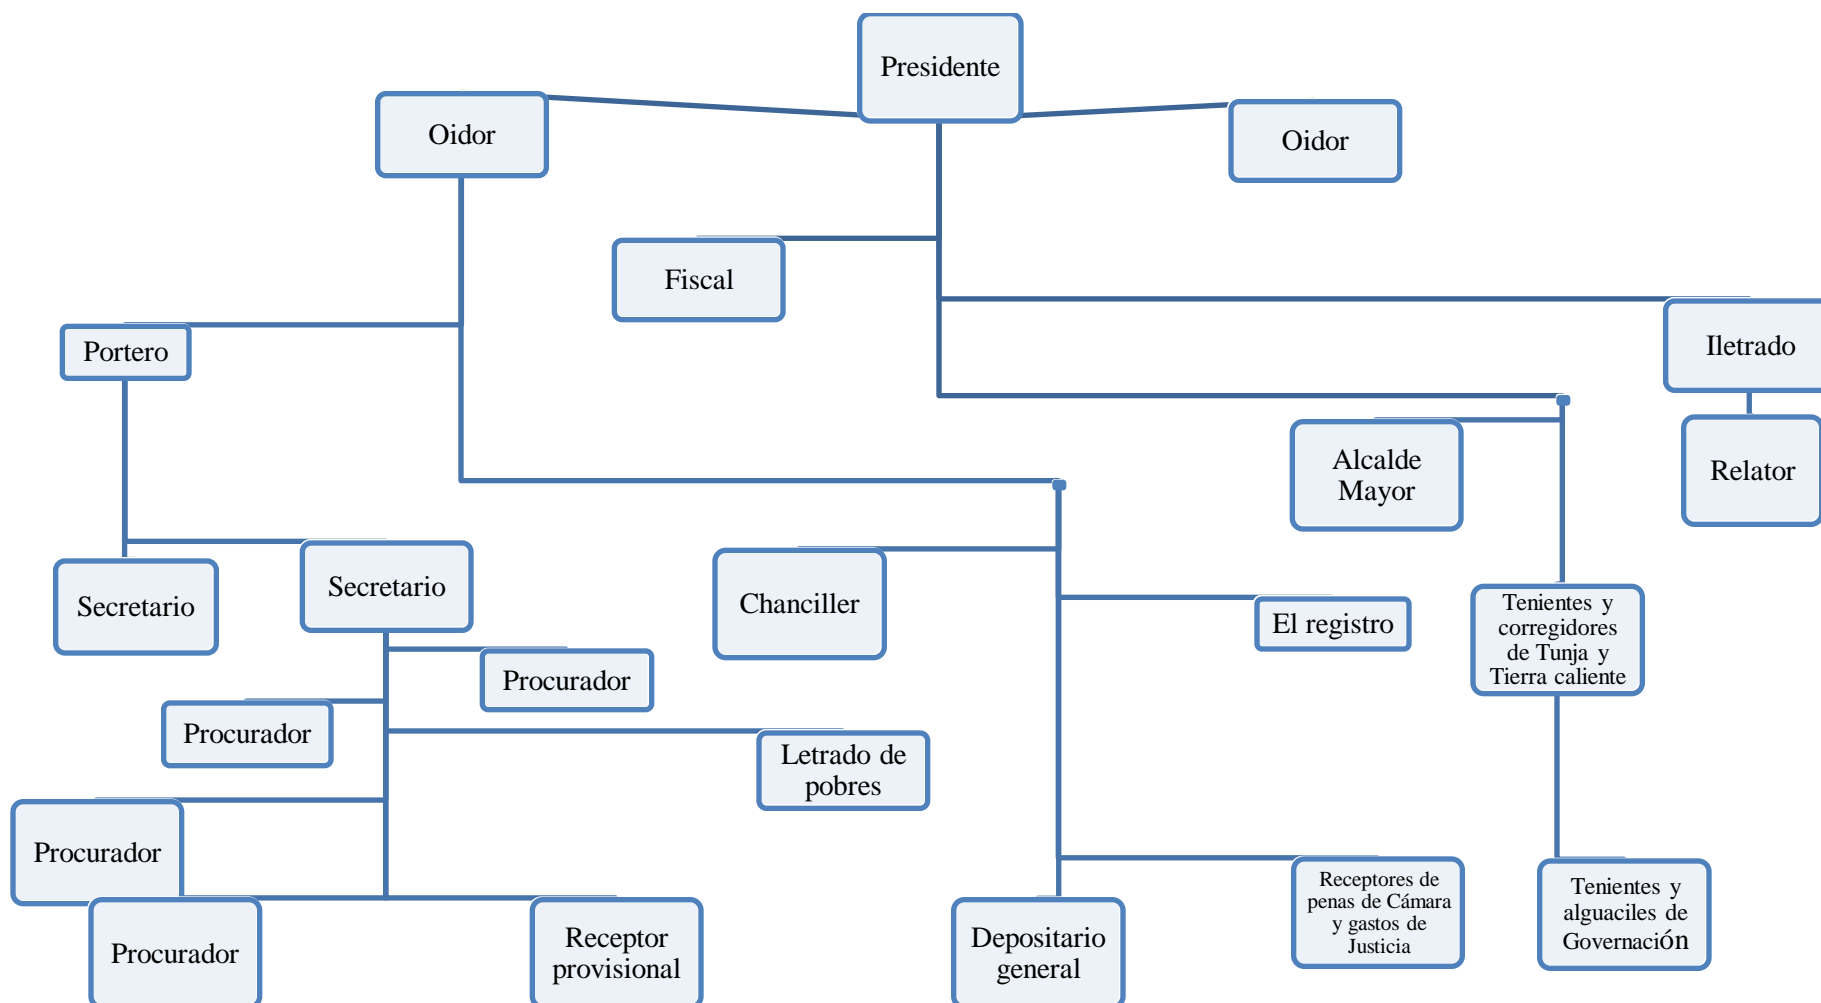 Presidente
Oidor
Oidor
Fiscal
Portero
Iletrado
Alcalde
Mayor
Relator
Secretario
Secretario
Chanciller
El registro
Tenientes y
corregidores
de Tunja y
Tierra caliente
Procurador
Procurador
Letrado de
pobres
Procurador
Procurador
Receptor
provisional
Depositario
general
Receptores de
penas de Cámara
y gastos de
Justicia
Tenientes y
alguaciles de
Governación